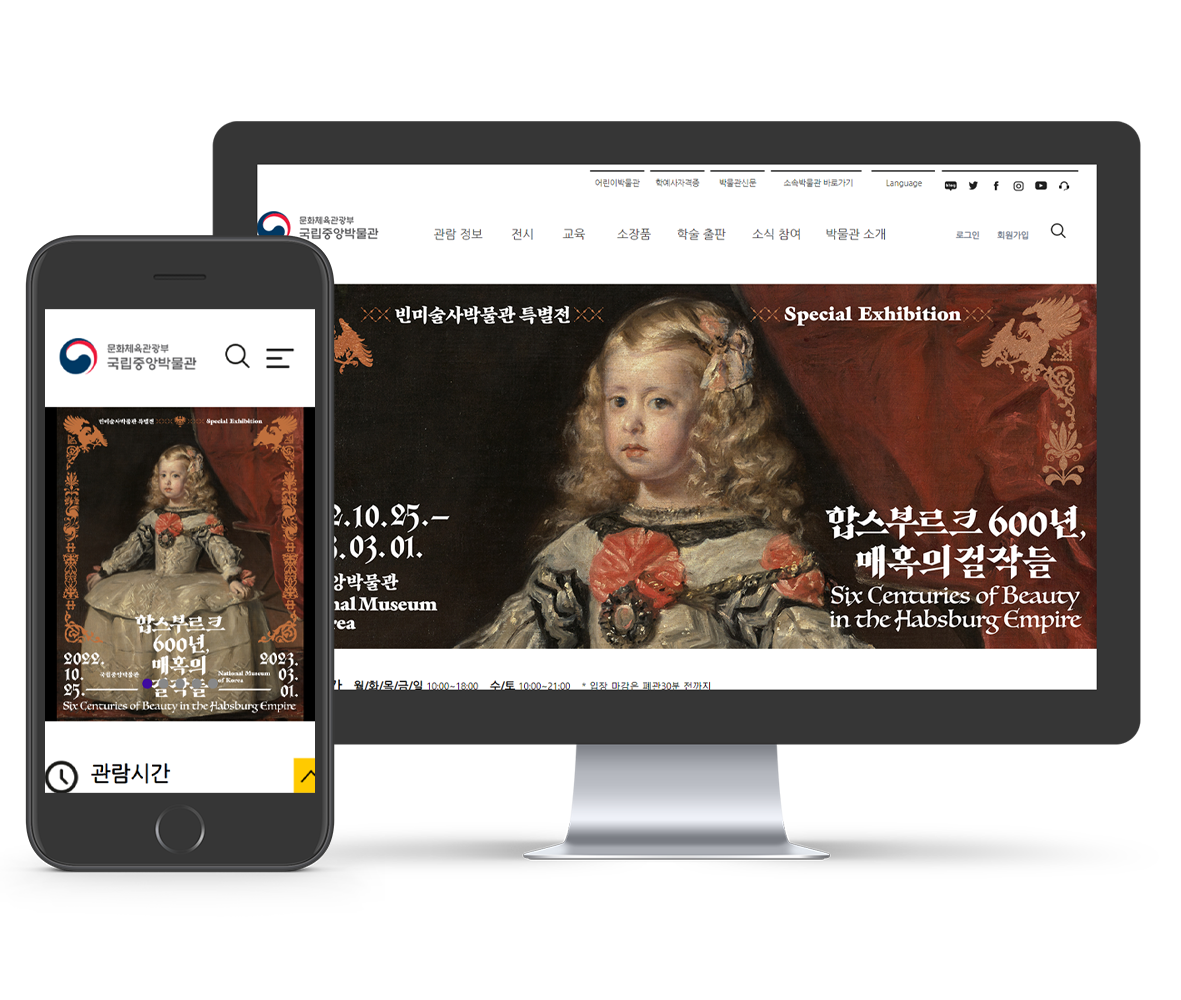 어린이박물관 학예사자격증 박물관신문 소속박물관 바로가기 Language
blog
문화체육관광부
국립중앙박물관
관람 정보 전시 교육 소장품 학술 출판 소식 참여 박물관 소개 로그인 회원가입
빈미술사박물관 특별전 Special Exhibition
2.10.25.—
3.03.01.
앙박물관
nal Museum
rea
합스부르크 600년,
매혹의 걸작들
Six Centuries of Beauty
in the Habsburg Empire
월/화/목/금/일 10:00~18:00 수/토 10:00~21:00 * 입장 마감은 폐관30분 전까지
문화체육관광부
국립중앙박물관
빈미술사박물관 특별전 Special Exhibition
합스부르크
600년,
매혹의
걸작들
2022.
10.
25.
국립중앙박물관
National Museum
of Korea
2023.
03.
01.
Six Centuries of Beauty in the Habsburg Empire
관람시간